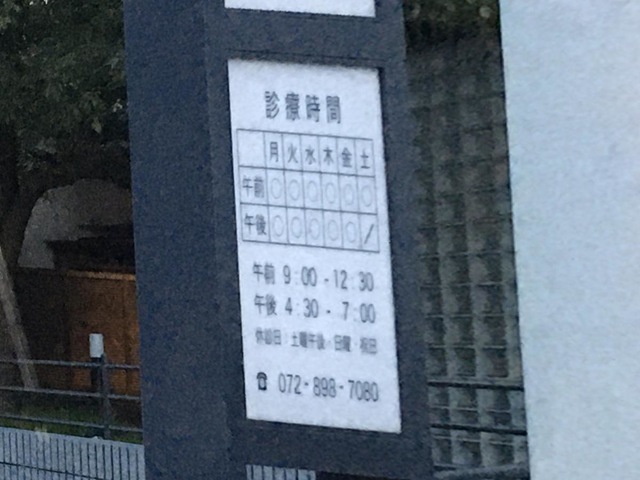 診療時間
月 火 水 木 金 土
午前 ○ ○ ○ ○ ○ ○
午後 ○ ○ ○ ○ ○ /
午前 9:00-12:30
午後 4:30-7:00
休診日 土曜午後・日曜・祝日
☎ 072-898-7080